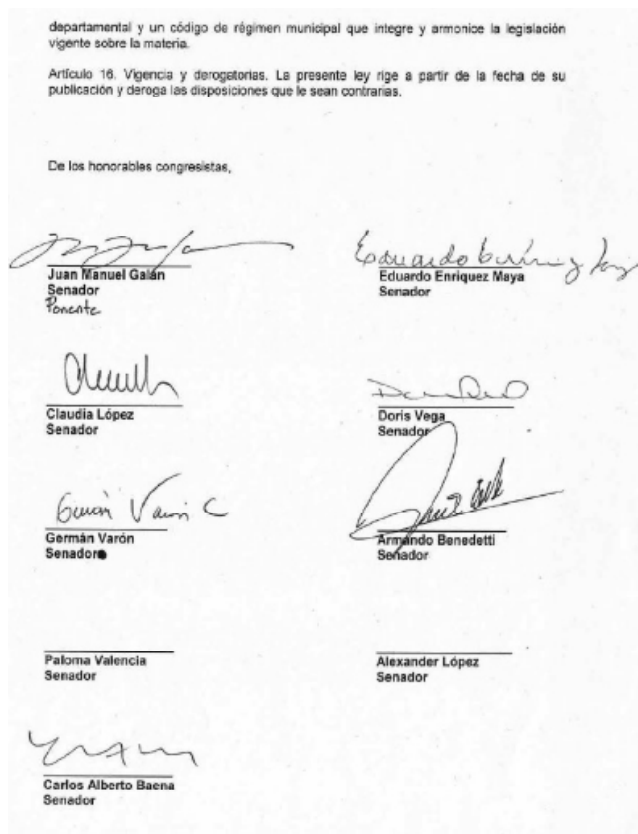 departamental y un código de régimen municipal que integre y armonice la legislación
vigente sobre la materia.
Artículo 16. Vigencia y derogatorias. La presente ley rige a partir de la fecha de su
publicación y deroga las disposiciones que le sean contrarias.
De los honorables congresistas,
Juan Manuel Galán
Senador
Ponente
Eduardo Enriquez Maya
Eduardo Enriquez Maya
Senador
Claudia López
Senador
Doris Vega
Senador
Germán Varón C
Germán Varón
Senador
Armando Benedetti
Senador
Paloma Valencia
Senador
Alexander López
Senador
Carlos Alberto Baena
Senador